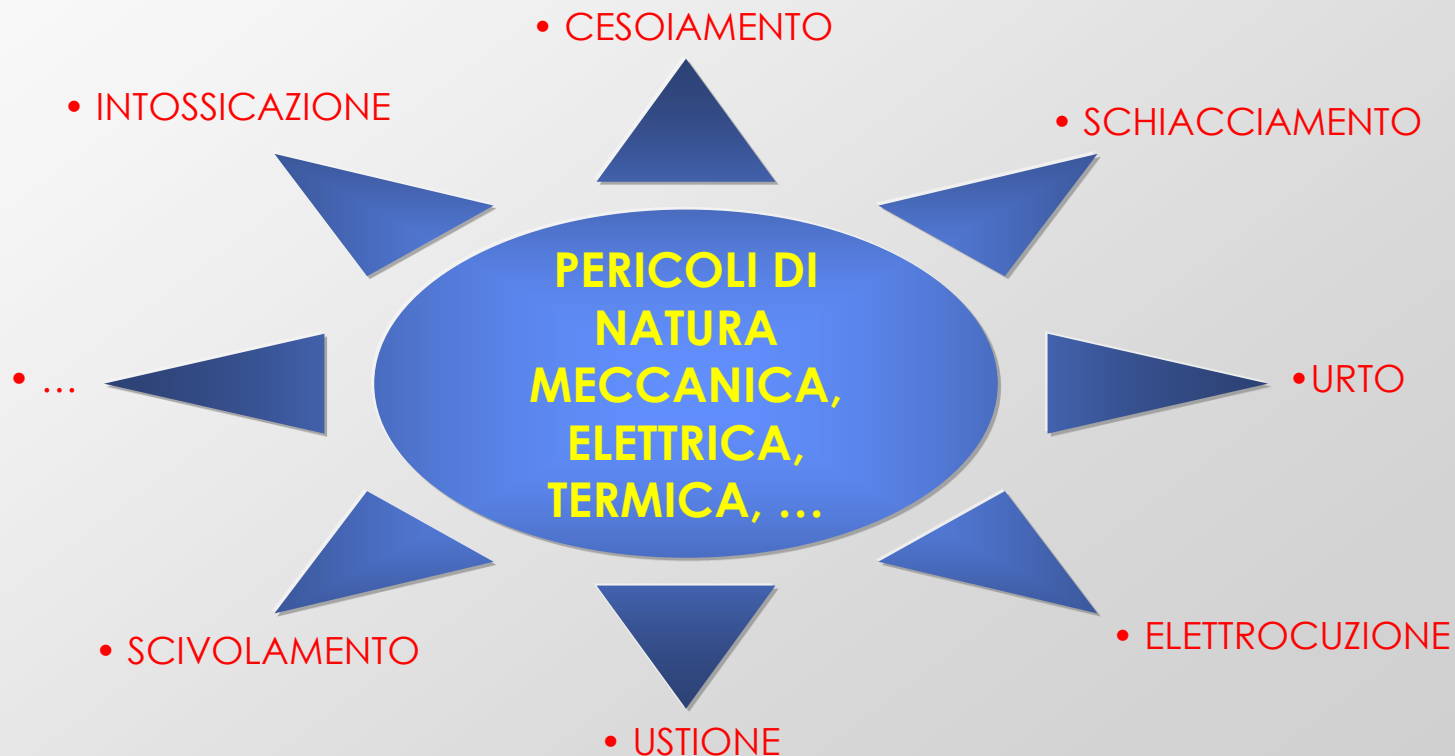 • CESOIAMENTO
• INTOSSICAZIONE
• SCHIACCIAMENTO
PERICOLI DI
NATURA
MECCANICA,
ELETTRICA,
TERMICA, …
• …
•URTO
• SCIVOLAMENTO
• ELETTROCUZIONE
• USTIONE